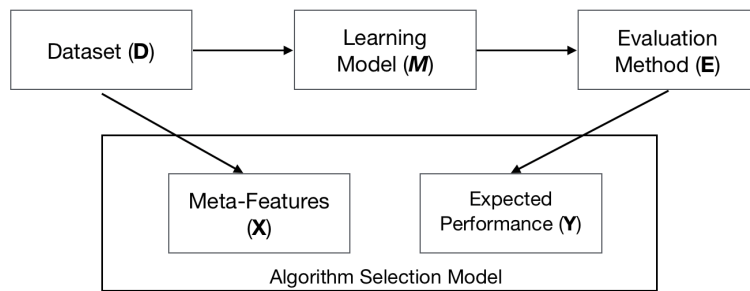 Dataset (D)
Learning
Model (M)
Evaluation
Method (E)
Meta-Features
(X)
Expected
Performance (Y)
Algorithm Selection Model